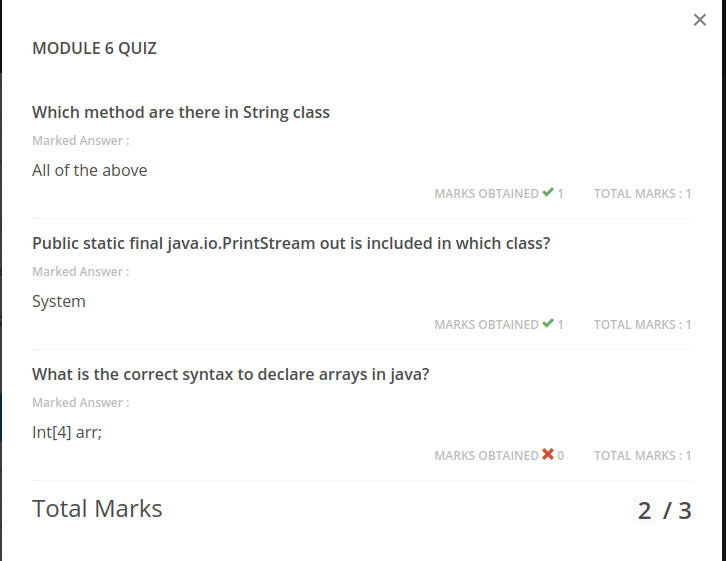 MODULE 6 QUIZ
Which method are there in String class
Marked Answer :
All of the above
MARKS OBTAINED 1 TOTAL MARKS : 1
Public static final java.io.PrintStream out is included in which class?
Marked Answer :
System
MARKS OBTAINED 1 TOTAL MARKS : 1
What is the correct syntax to declare arrays in java?
Marked Answer :
Int[4] arr;
MARKS OBTAINED 0 TOTAL MARKS : 1
Total Marks 2 / 3